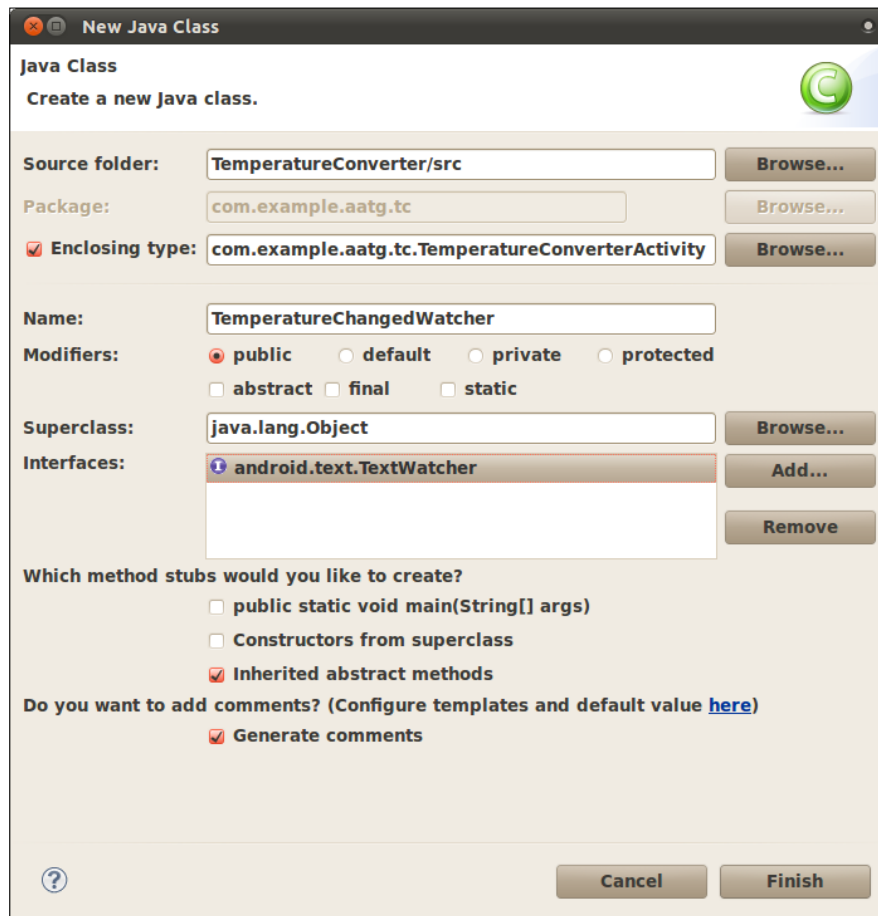 New Java Class
Java Class
Create a new Java class.
Source folder: TemperatureConverter/src Browse...
Package: com.example.aatg.tc Browse...
Enclosing type: com.example.aatg.tc.TemperatureConverterActivity Browse...
Name: TemperatureChangedWatcher
Modifiers: public default private protected
abstract final static
Superclass: java.lang.Object Browse...
Interfaces: android.text.TextWatcher Add...
Remove
Which method stubs would you like to create?
public static void main(String[] args)
Constructors from superclass
Inherited abstract methods
Do you want to add comments? (Configure templates and default value here)
Generate comments
Cancel Finish